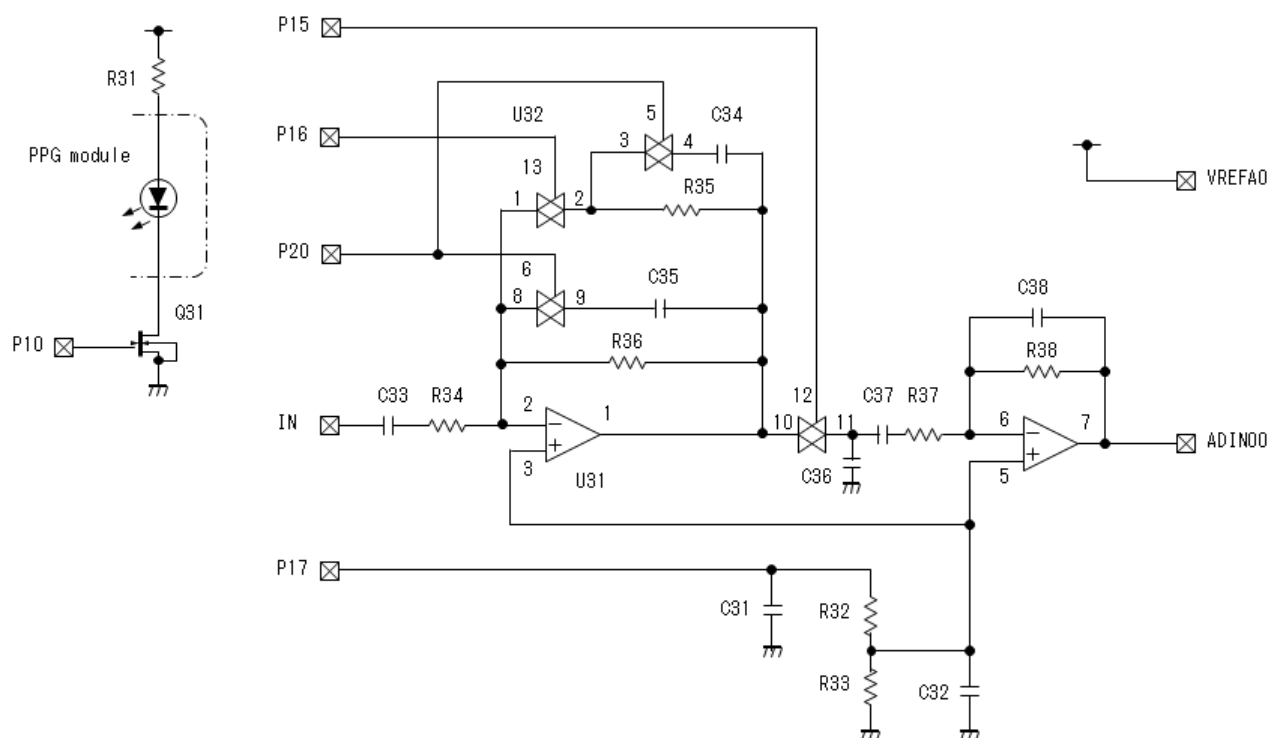 P15
R31
5
C34
U32
P16
3
4
PPG module
13
VREFA0
1
2
R35
P20
6
C35
8
9
Q31
C38
P10
R36
R38
12
C33
R34
C37
R37
IN
2
1
10
11
6
7
ADIN00
3
C36
5
U31
P17
C31
R32
R33
C32